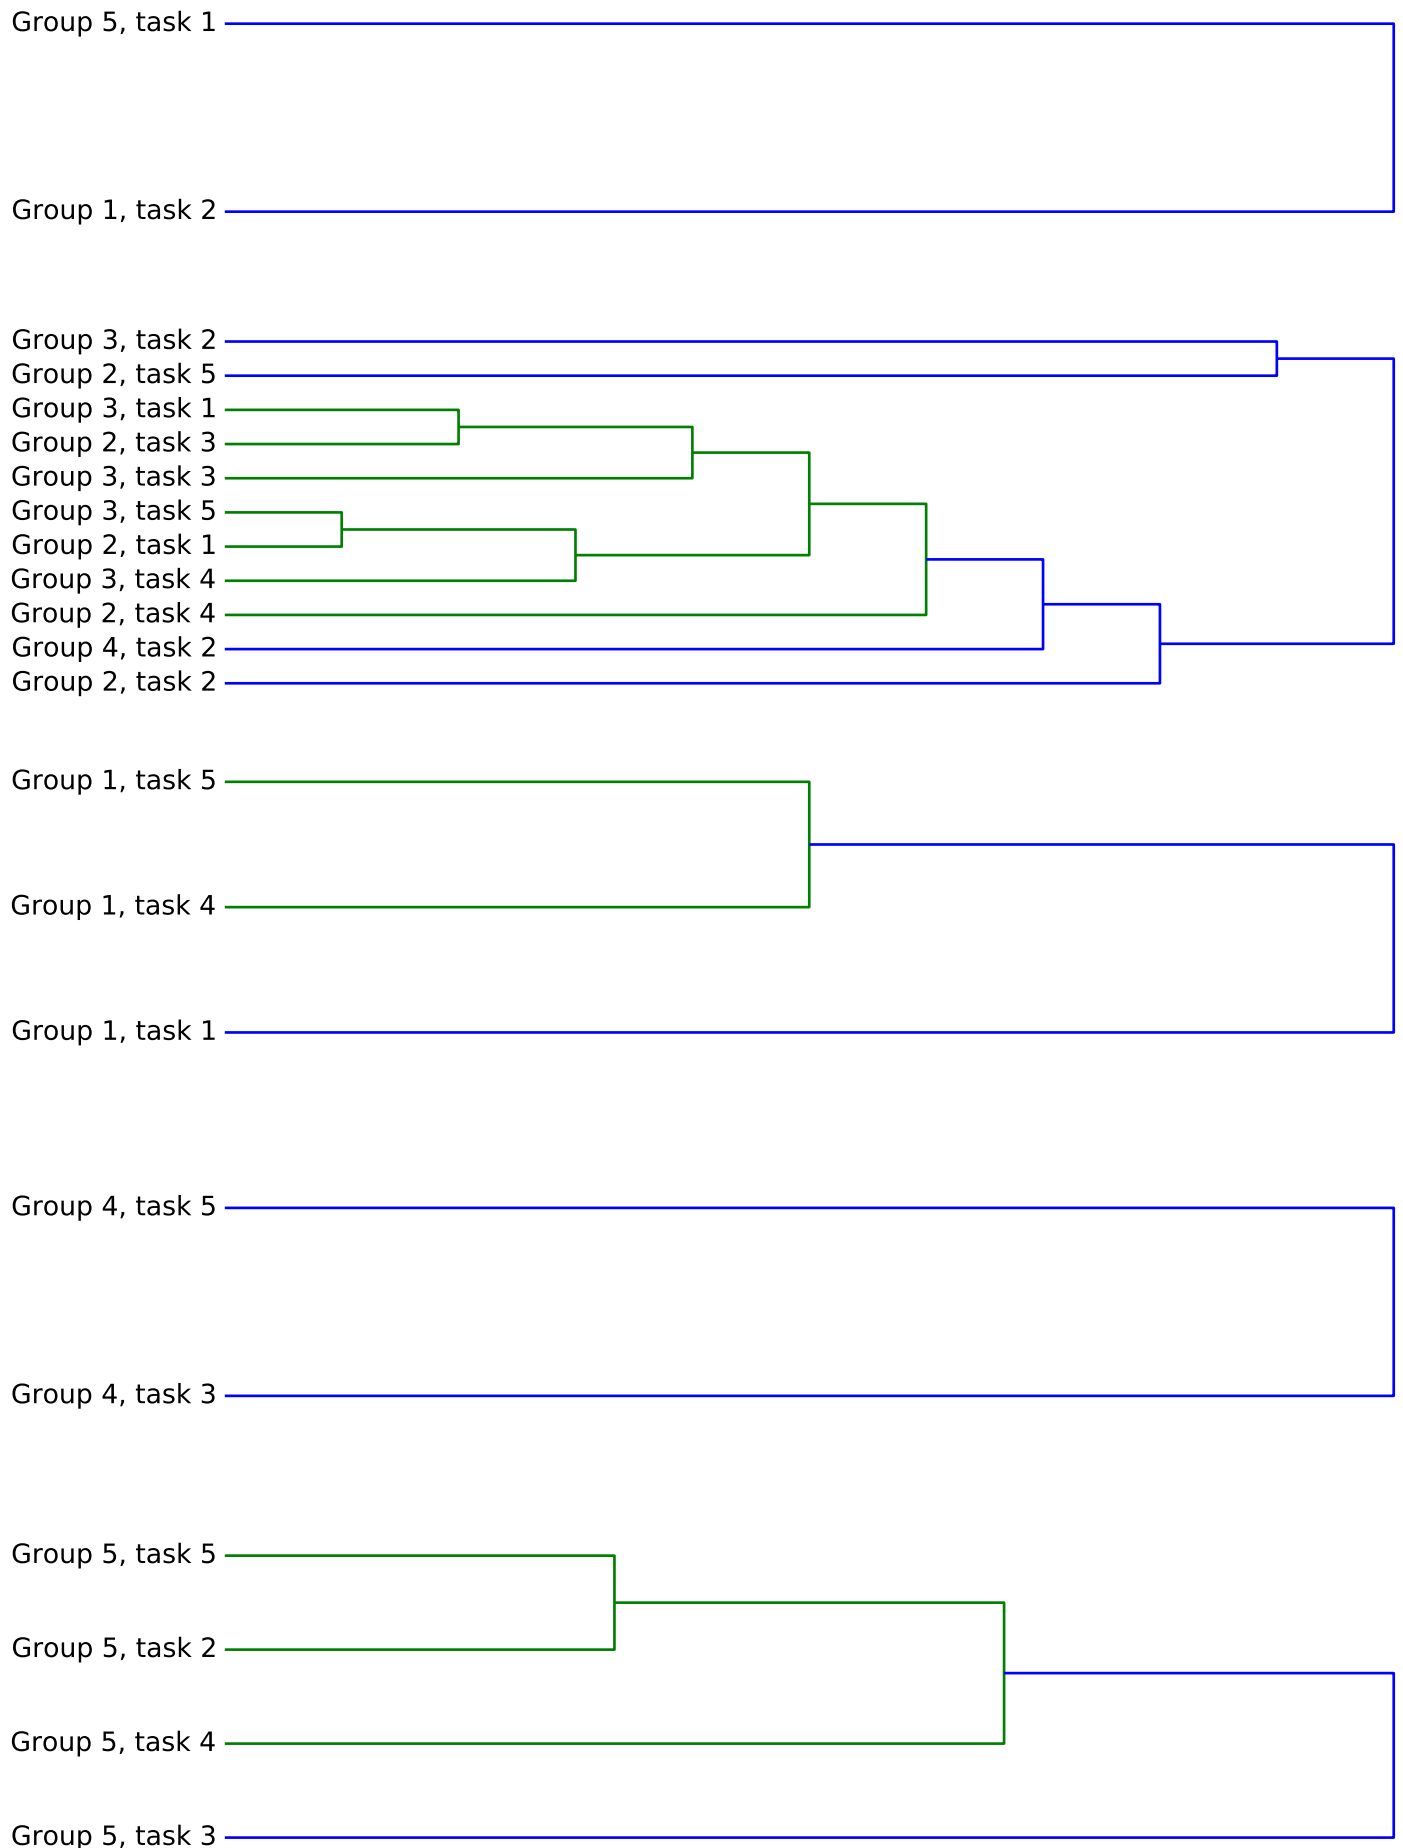 Group 5, task 1
Group 1, task 2
Group 3, task 2
Group 2, task 5
Group 3, task 1
Group 2, task 3
Group 3, task 3
Group 3, task 5
Group 2, task 1
Group 3, task 4
Group 2, task 4
Group 4, task 2
Group 2, task 2
Group 1, task 5
Group 1, task 4
Group 1, task 1
Group 4, task 5
Group 4, task 3
Group 5, task 5
Group 5, task 2
Group 5, task 4
Group 5, task 3